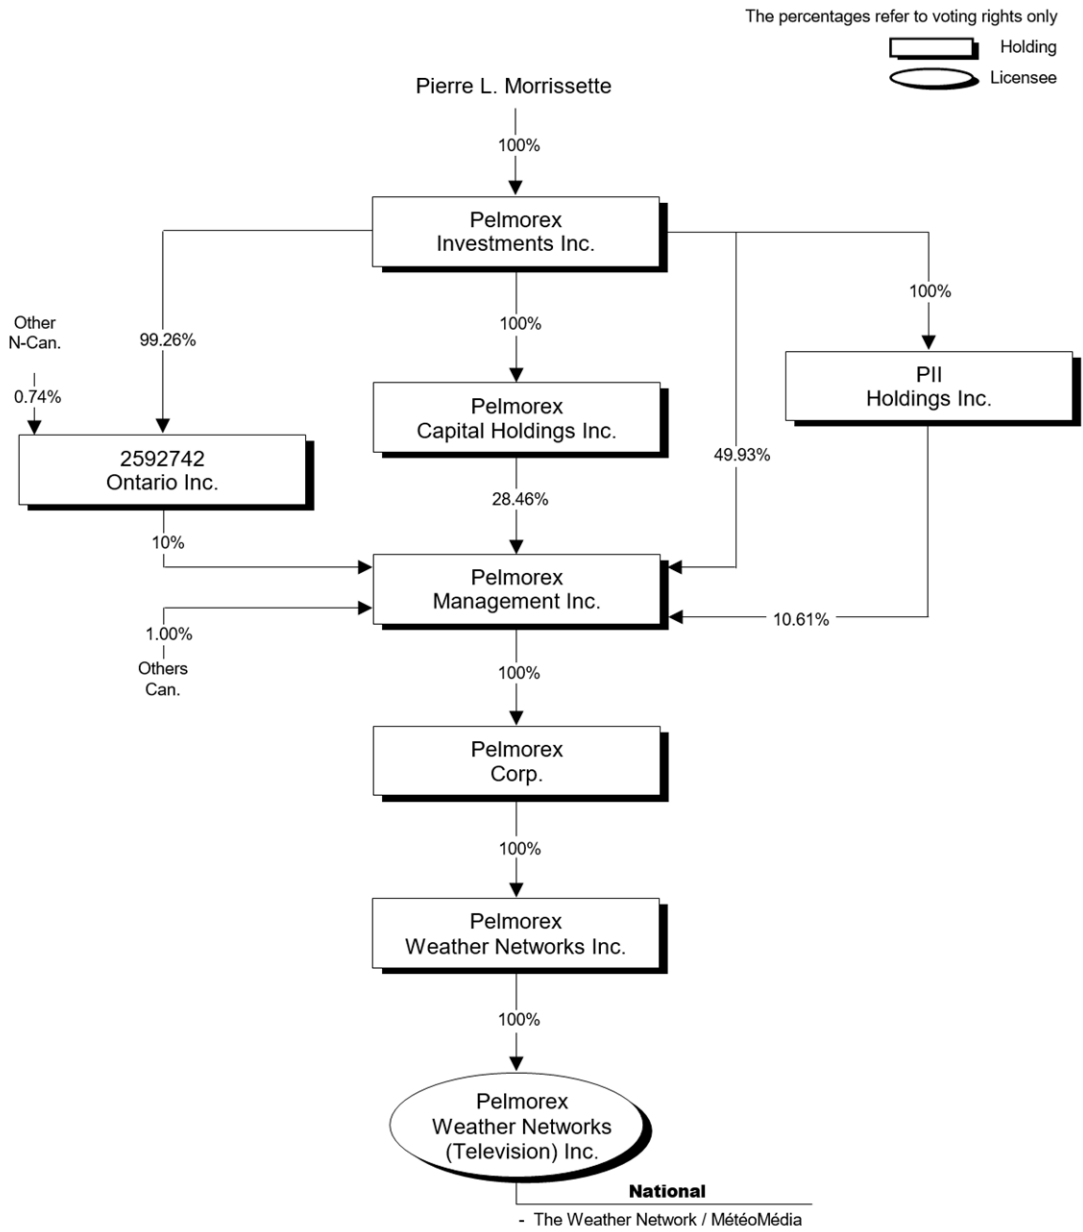 The percentages refer to voting rights only
Holding
Licensee
Pierre L. Morrissette
100%
Pelmorex
Investments Inc.
100%
100%
99.26%
Other
N-Can.
0.74%
PII
Holdings Inc.
Pelmorex
Capital Holdings Inc.
49.93%
2592742
Ontario Inc.
28.46%
10%
Pelmorex
Management Inc.
10.61%
1.00%
Others
Can.
100%
Pelmorex
Corp.
100%
Pelmorex
Weather Networks Inc.
100%
Pelmorex
Weather Networks
(Television) Inc.
National
- The Weather Network / MétéoMédia